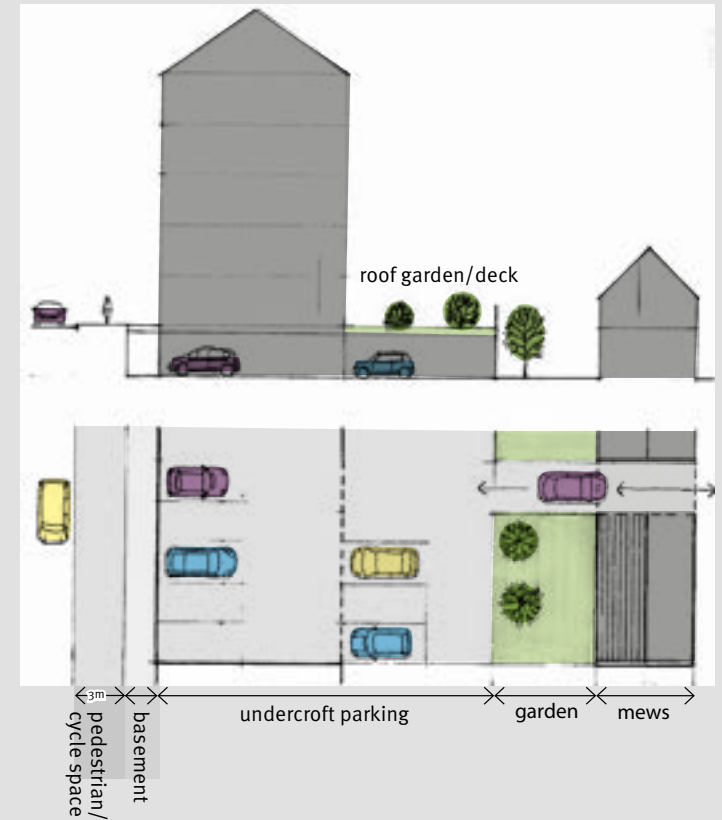 roof garden/deck
3m
pedestrian/
cycle space
basement
undercroft parking
garden
mews